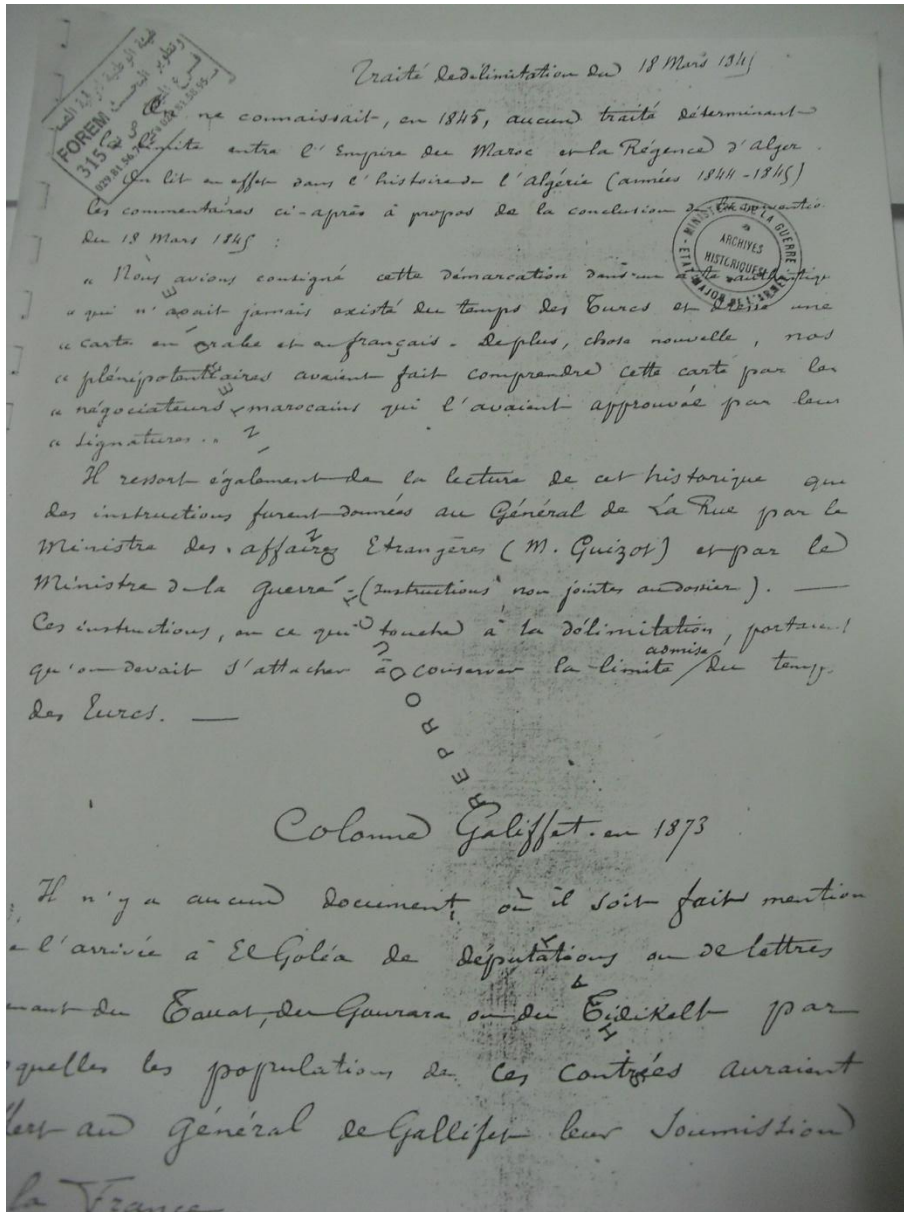 Traité de délimitation du 18 Mars 1845
On ne connaissait, en 1845, aucun traité déterminant
la limite entre l'Empire du Maroc et la Régence d'Alger.
On lit en effet dans l'histoire de l'Algérie (années 1844-1845)
les commentaires ci-après à propos de la conclusion de la convention
du 18 Mars 1845 :
" Nous avions consigné cette démarcation dans un acte authentique
" qui n'avait jamais existé du temps des Turcs et dressé une
" carte en arabe et en français. De plus, chose nouvelle, nos
" plénipotentiaires avaient fait comprendre cette carte par les
" négociateurs marocains qui l'avaient approuvée par leurs
" signatures..
Il ressort également de la lecture de cet historique que
des instructions furent données au Général de La Rue par le
Ministre des affaires Etrangères (M. Guizot) et par le
Ministre de la guerre - (instructions non jointes au dossier). —
Ces instructions, en ce qui touche à la délimitation, portaient
qu'on devait s'attacher à conserver la limite admise du temps
des Turcs. —
Colonne Galiffet. en 1873
Il n'y a aucun document, où il soit fait mention
l'arrivée à El Goléa de députations ou de lettres
du Touat, du Gourara ou du Tidikelt par
quelles les populations de ces contrées auraient
au général de Gallifet leur soumission
la France
FOREM
315
MINISTERE DE LA GUERRE
ARCHIVES
HISTORIQUES
ETAT-MAJOR DE L'ARMEE
REPRODUCTION INTERDITE